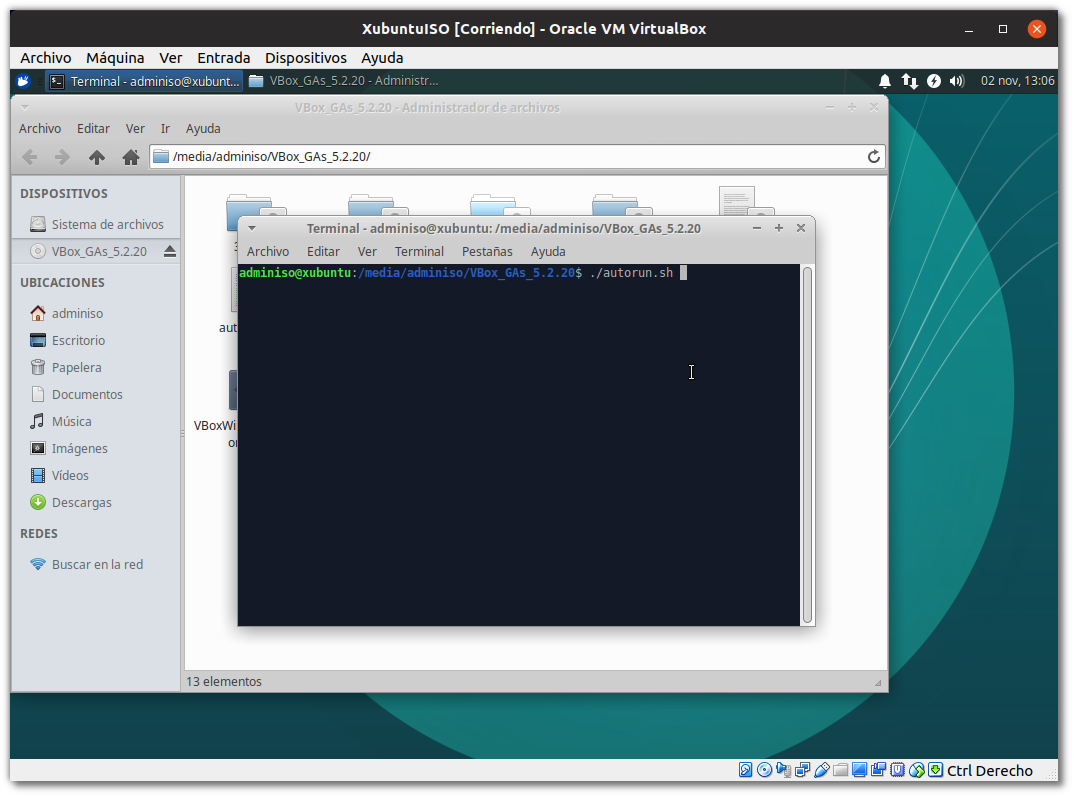 XubuntuISO [Corriendo] - Oracle VM VirtualBox
Archivo Máquina Ver Entrada Dispositivos Ayuda
Terminal - adminiso@xubunt... VBox_GAs_5.2.20 - Administr... 02 nov, 13:06
VBox_GAs_5.2.20 - Administrador de archivos
Archivo Editar Ver Ir Ayuda
/media/adminiso/VBox_GAs_5.2.20/
DISPOSITIVOS
Sistema de archivos
VBox_GAs_5.2.20
UBICACIONES
adminiso
Escritorio
Papelera
Documentos
Música
Imágenes
Vídeos
Descargas
REDES
Buscar en la red
3
aut
VBoxWi
or
13 elementos
Terminal - adminiso@xubuntu: /media/adminiso/VBox_GAs_5.2.20
Archivo Editar Ver Terminal Pestañas Ayuda
adminiso@xubuntu:/media/adminiso/VBox_GAs_5.2.20$ ./autorun.sh
Ctrl Derecho